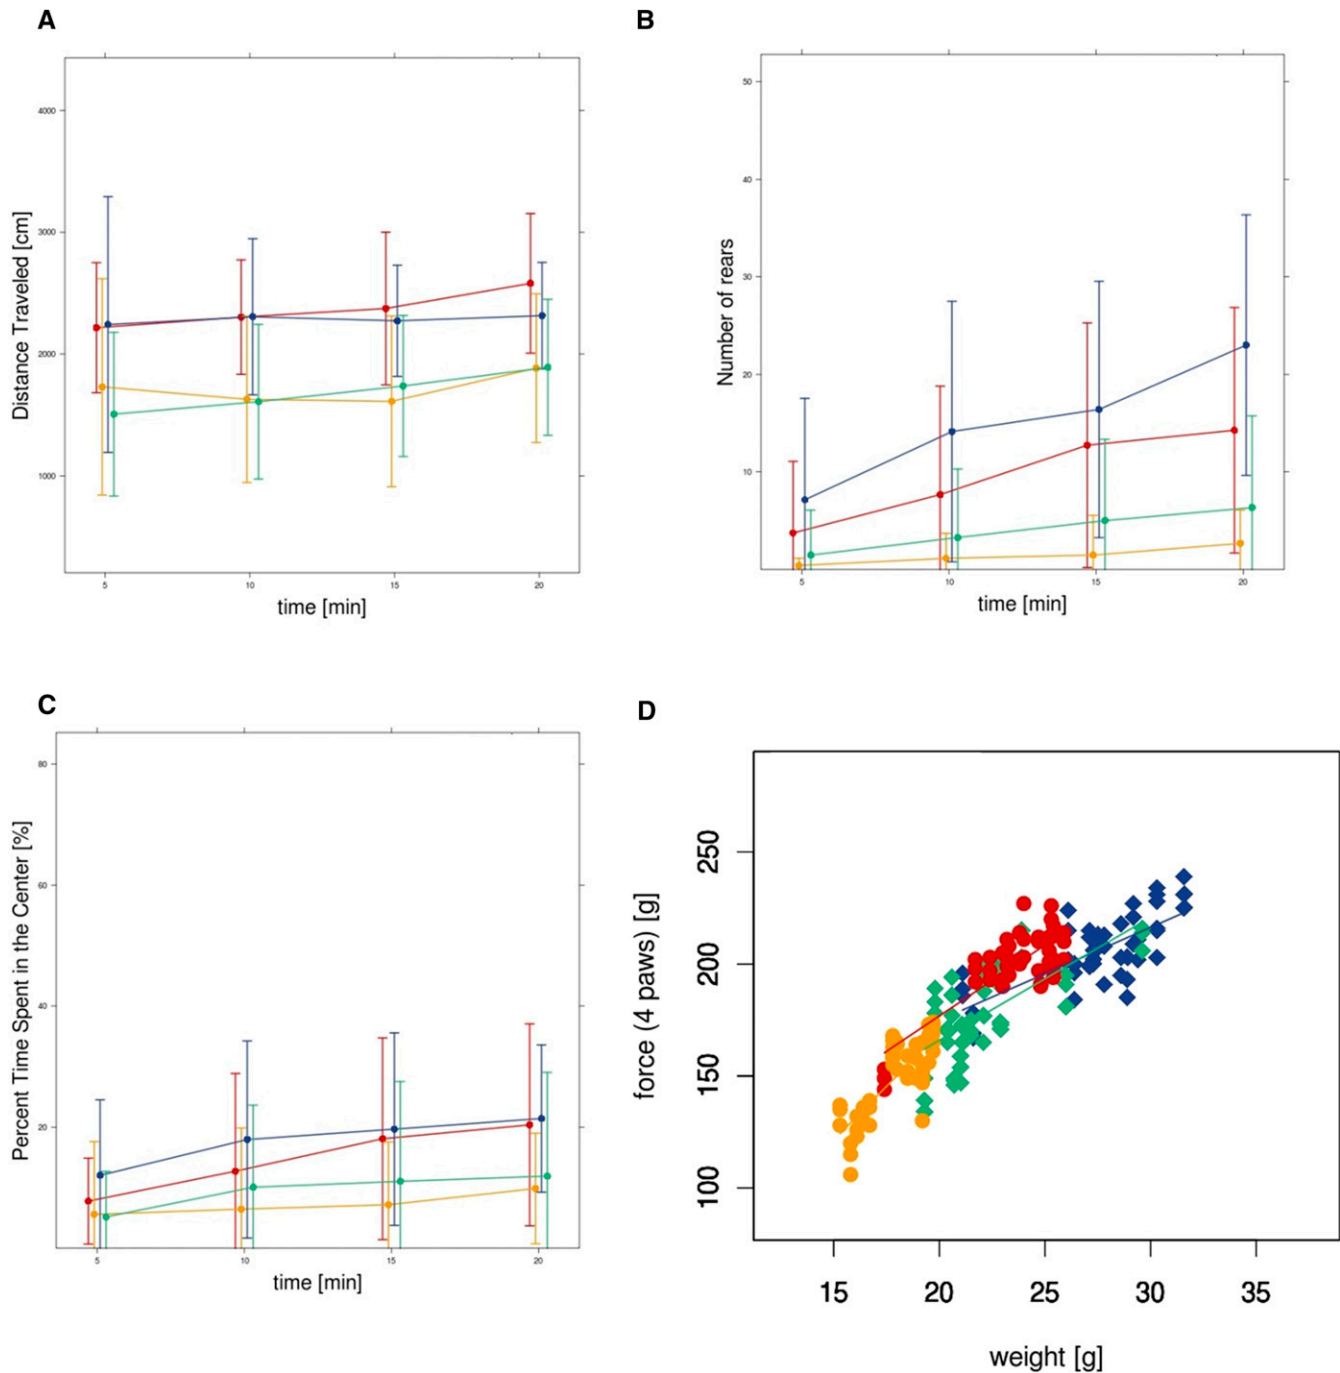 A
Distance Traveled [cm]
4000
3000
2000
1000
5 10 15 20
time [min]
B
Number of rears
50
40
30
20
10
5 10 15 20
time [min]
C
Percent Time Spent in the Center [%]
80
60
40
20
5 10 15 20
time [min]
D
force (4 paws) [g]
250
200
150
100
15 20 25 30 35
weight [g]